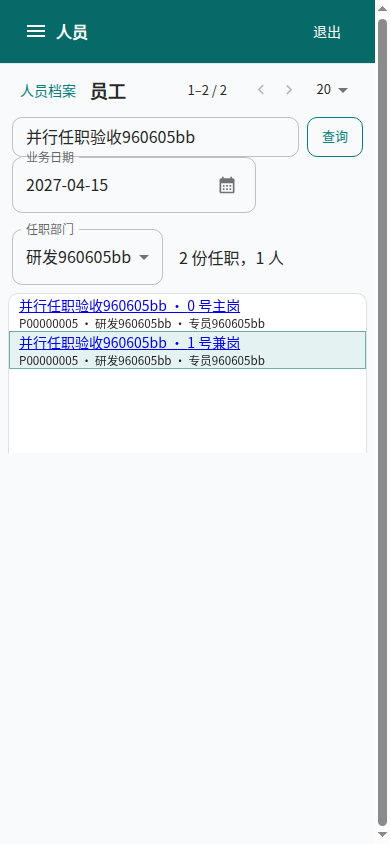 人员
退出
人员档案 员工 1–2 / 2 20
并行任职验收960605bb 查询
业务日期
2027-04-15
任职部门
研发960605bb 2 份任职，1 人
并行任职验收960605bb · 0 号主岗
P00000005 · 研发960605bb · 专员960605bb
并行任职验收960605bb · 1 号兼岗
P00000005 · 研发960605bb · 专员960605bb